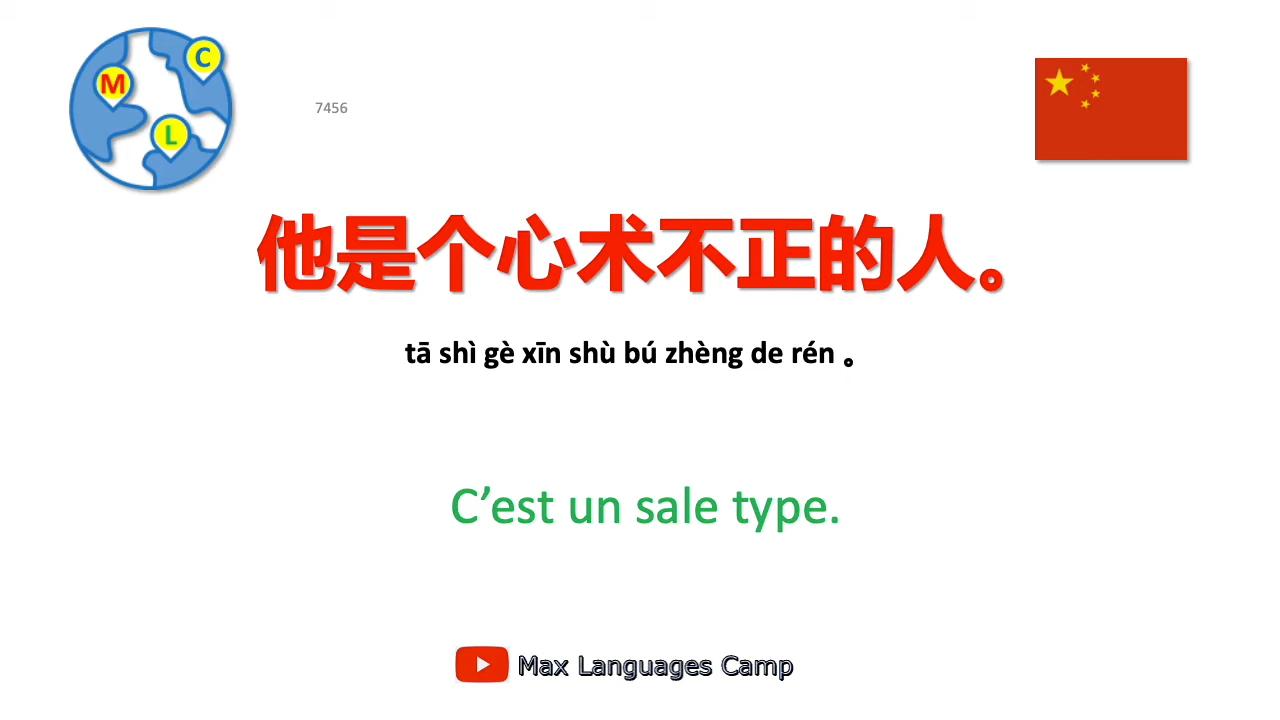 M
C
L
7456
他是个心术不正的人。
tā shì gè xīn shù bú zhèng de rén 。
C’est un sale type.
Max Languages Camp